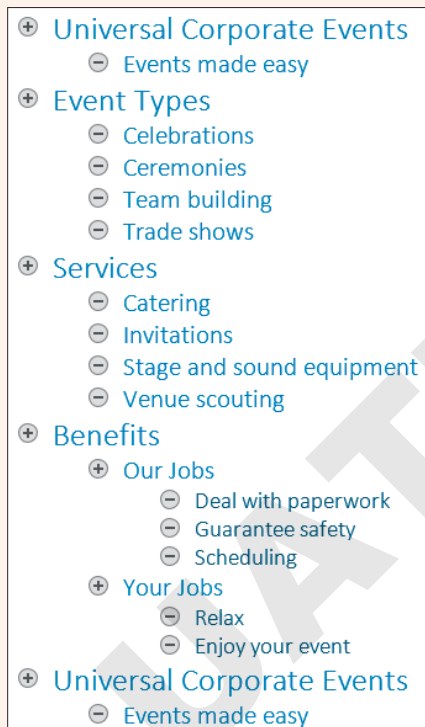 Universal Corporate Events
Events made easy
Event Types
Celebrations
Ceremonies
Team building
Trade shows
Services
Catering
Invitations
Stage and sound equipment
Venue scouting
Benefits
Our Jobs
Deal with paperwork
Guarantee safety
Scheduling
Your Jobs
Relax
Enjoy your event
Universal Corporate Events
Events made easy
UAT